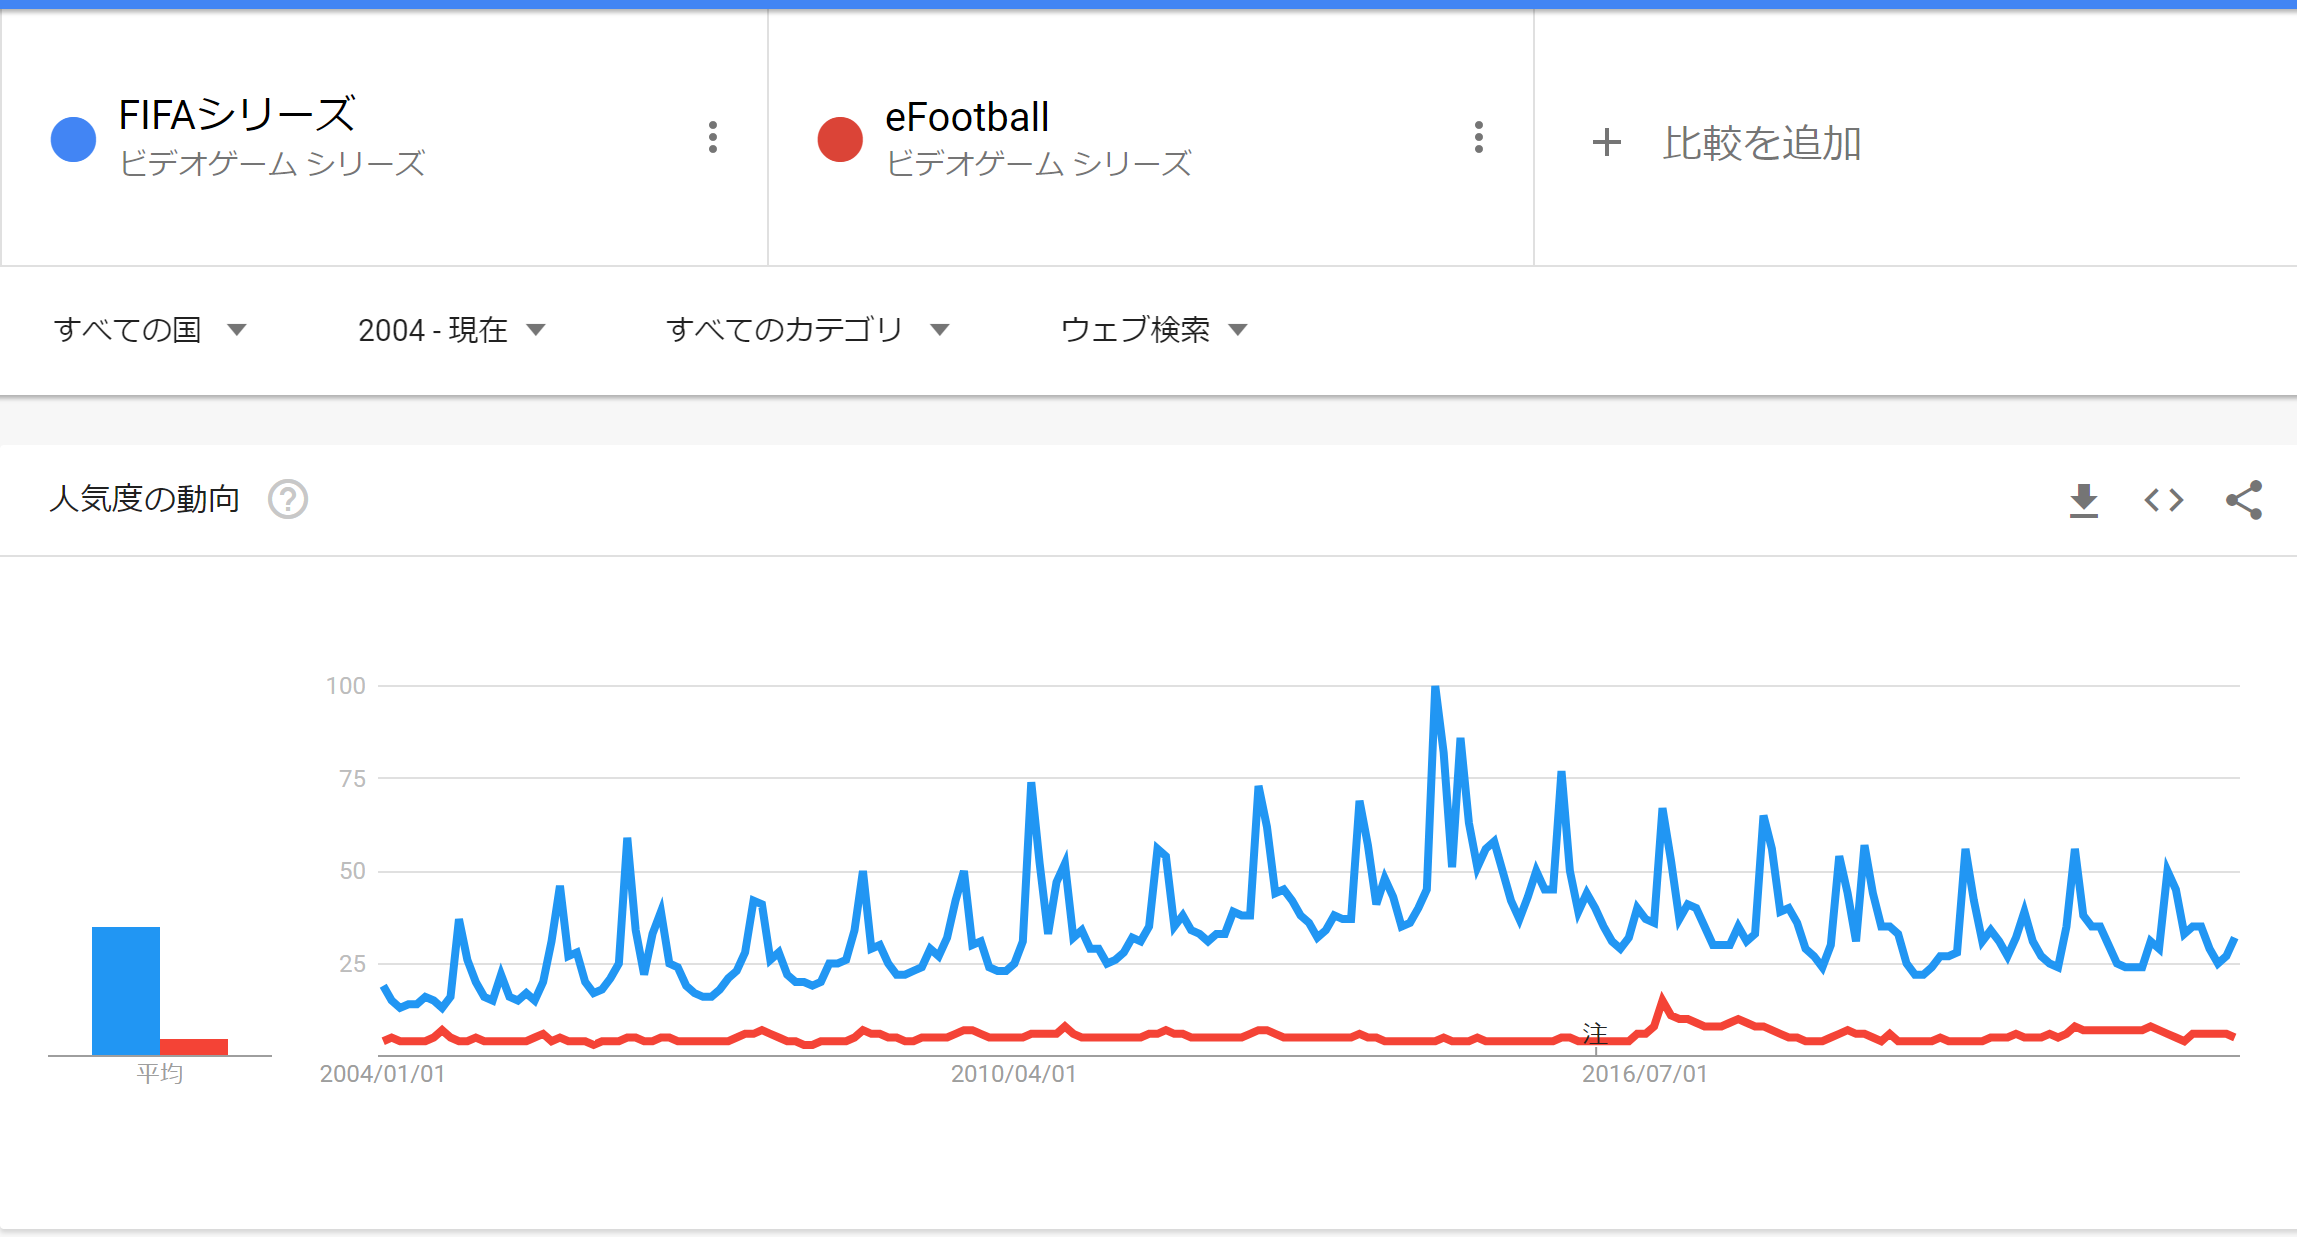 FIFAシリーズ
ビデオゲーム シリーズ
eFootball
ビデオゲーム シリーズ
+ 比較を追加
すべての国
2004 - 現在
すべてのカテゴリ
ウェブ検索
人気度の動向
?
100
75
50
25
注
平均
2004/01/01
2010/04/01
2016/07/01